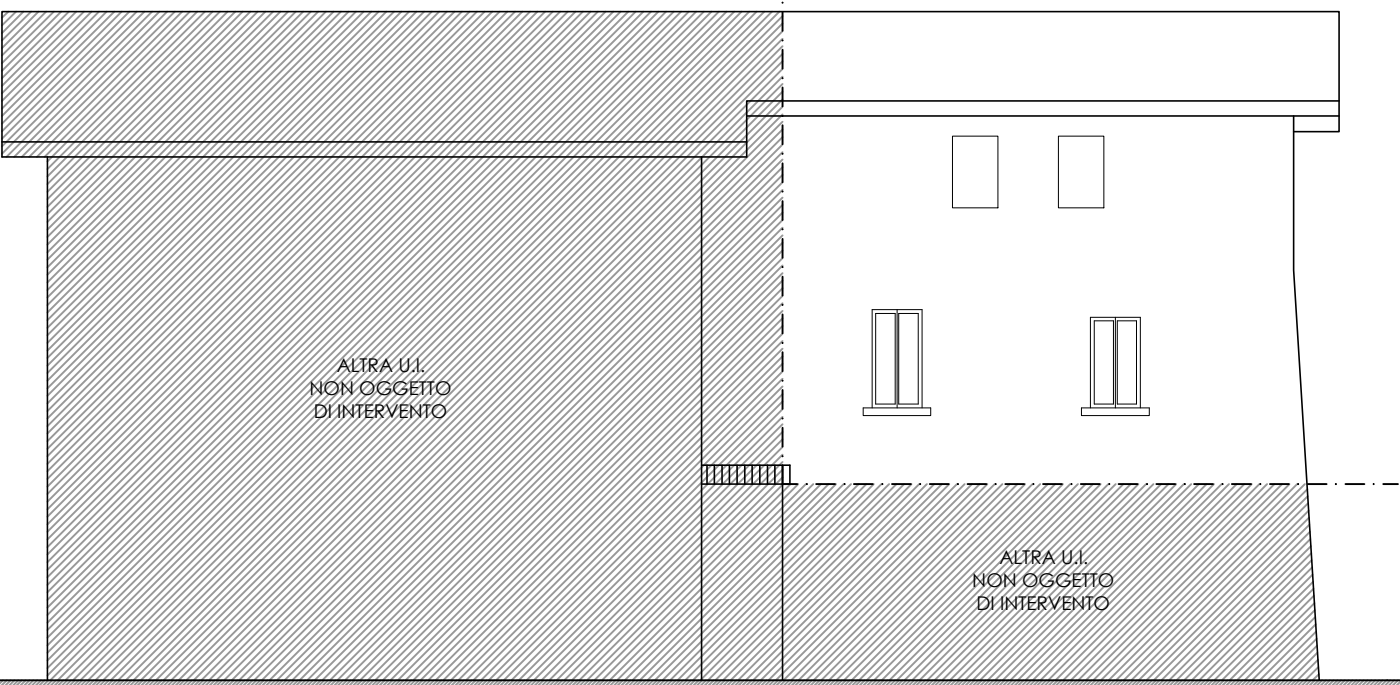 ALTRA U.I.
NON OGGETTO
DI INTERVENTO
ALTRA U.I.
NON OGGETTO
DI INTERVENTO